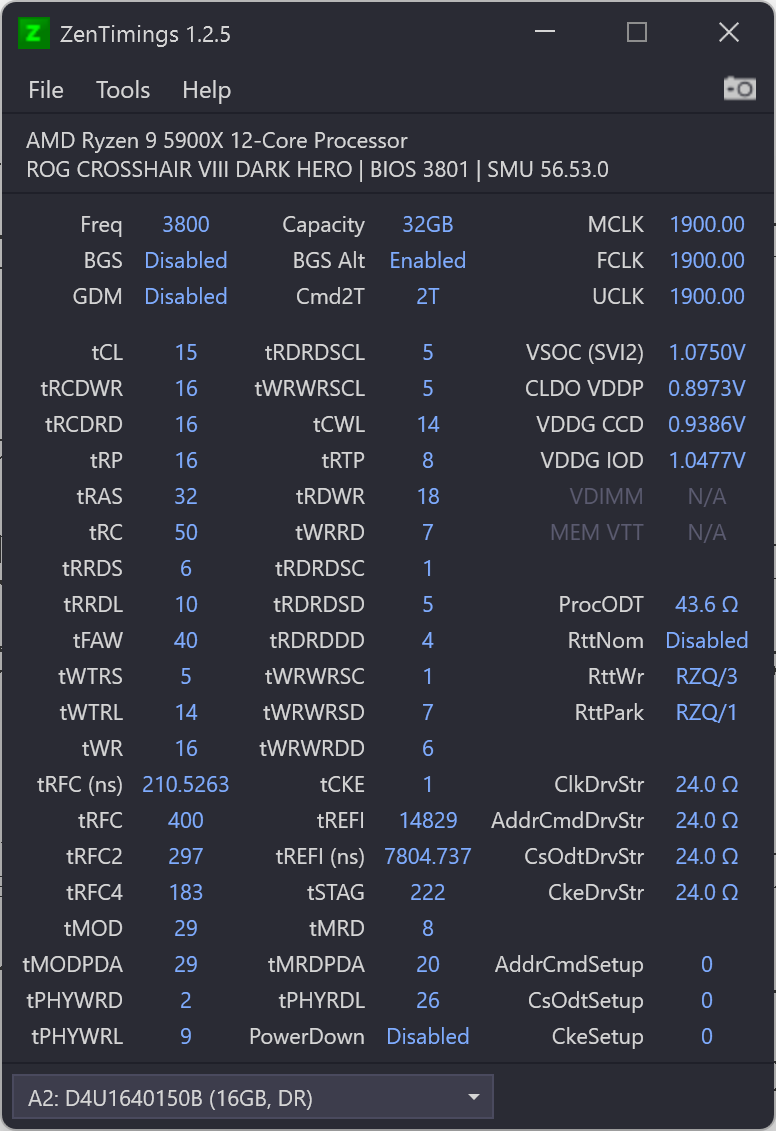 Z ZenTimings 1.2.5
File Tools Help
AMD Ryzen 9 5900X 12-Core Processor
ROG CROSSHAIR VIII DARK HERO | BIOS 3801 | SMU 56.53.0
Freq 3800 Capacity 32GB MCLK 1900.00
BGS Disabled BGS Alt Enabled FCLK 1900.00
GDM Disabled Cmd2T 2T UCLK 1900.00
tCL 15 tRDRDSCL 5 VSOC (SVI2) 1.0750V
tRCDWR 16 tWRWRSCL 5 CLDO VDDP 0.8973V
tRCDRD 16 tCWL 14 VDDG CCD 0.9386V
tRP 16 tRTP 8 VDDG IOD 1.0477V
tRAS 32 tRDWR 18 VDIMM N/A
tRC 50 tWRRD 7 MEM VTT N/A
tRRDS 6 tRDRDSC 1
tRRDL 10 tRDRDSD 5 ProcODT 43.6 Ω
tFAW 40 tRDRDDD 4 RttNom Disabled
tWTRS 5 tWRWRSC 1 RttWr RZQ/3
tWTRL 14 tWRWRSD 7 RttPark RZQ/1
tWR 16 tWRWRDD 6
tRFC (ns) 210.5263 tCKE 1 ClkDrvStr 24.0 Ω
tRFC 400 tREFI 14829 AddrCmdDrvStr 24.0 Ω
tRFC2 297 tREFI (ns) 7804.737 CsOdtDrvStr 24.0 Ω
tRFC4 183 tSTAG 222 CkeDrvStr 24.0 Ω
tMOD 29 tMRD 8
tMODPDA 29 tMRDPDA 20 AddrCmdSetup 0
tPHYWRD 2 tPHYRDL 26 CsOdtSetup 0
tPHYWRL 9 PowerDown Disabled CkeSetup 0
A2: D4U1640150B (16GB, DR)